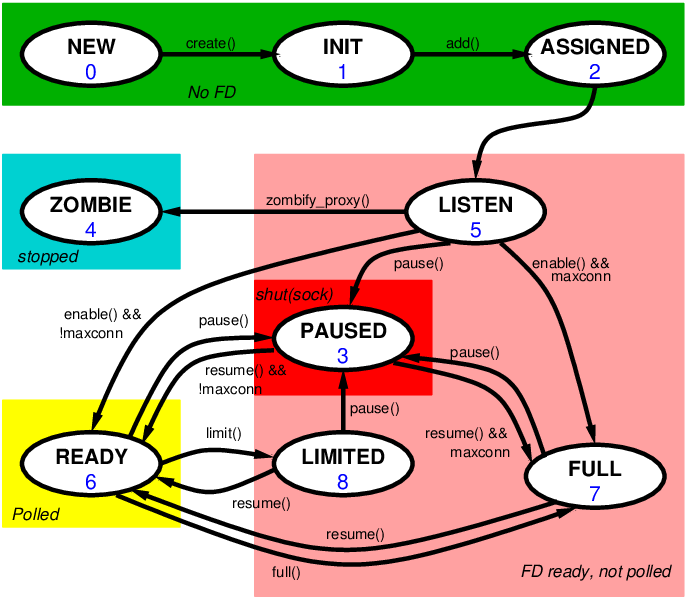 NEW
0
create()
INIT
1
add()
ASSIGNED
2
No FD
ZOMBIE
4
stopped
zombify_proxy()
LISTEN
5
pause()
enable() &&
maxconn
enable() &&
!maxconn
shut(sock)
PAUSED
3
pause()
resume() &&
!maxconn
pause()
pause()
resume() &&
maxconn
READY
6
Polled
limit()
resume()
LIMITED
8
FULL
7
resume()
full()
FD ready, not polled